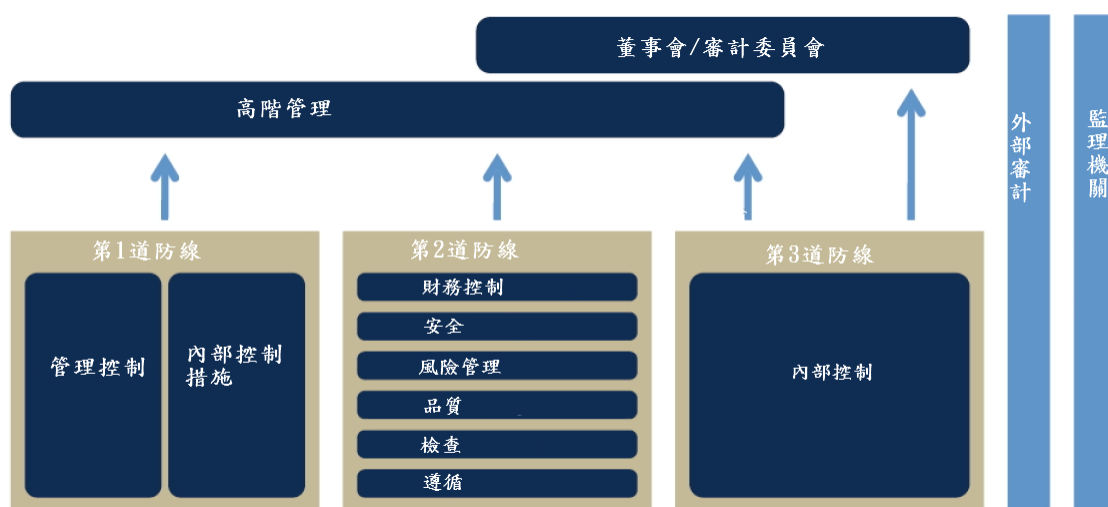 董事會/審計委員會
高階管理
外部審計
監理機關
第1道防線
管理控制
內部控制
措施
第2道防線
財務控制
安全
風險管理
品質
檢查
遵循
第3道防線
內部控制